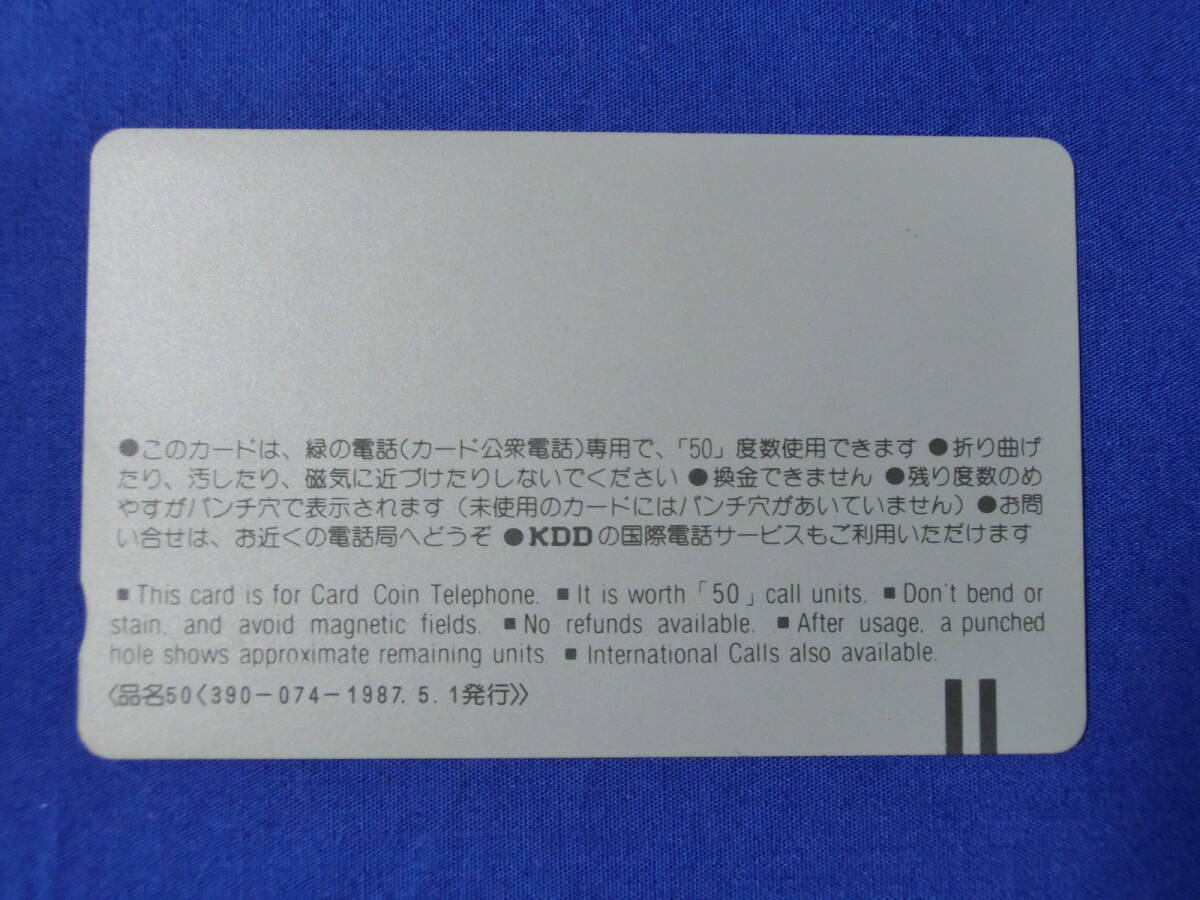 ●このカードは、緑の電話(カード公衆電話)専用で、「50」度数使用できます ●折り曲げ
たり、汚したり、磁気に近づけたりしないでください ●換金できません ●残り度数のめ
やすがパンチ穴で表示されます（未使用のカードにはパンチ穴があいていません）●お問
い合せは、お近くの電話局へどうぞ ●KDDの国際電話サービスもご利用いただけます
■This card is for Card Coin Telephone. ■It is worth「50」call units. ■Don't bend or
stain, and avoid magnetic fields. ■No refunds available. ■After usage, a punched
hole shows approximate remaining units. ■International Calls also available.
〈品名50〈390－074－1987. 5. 1発行〉〉